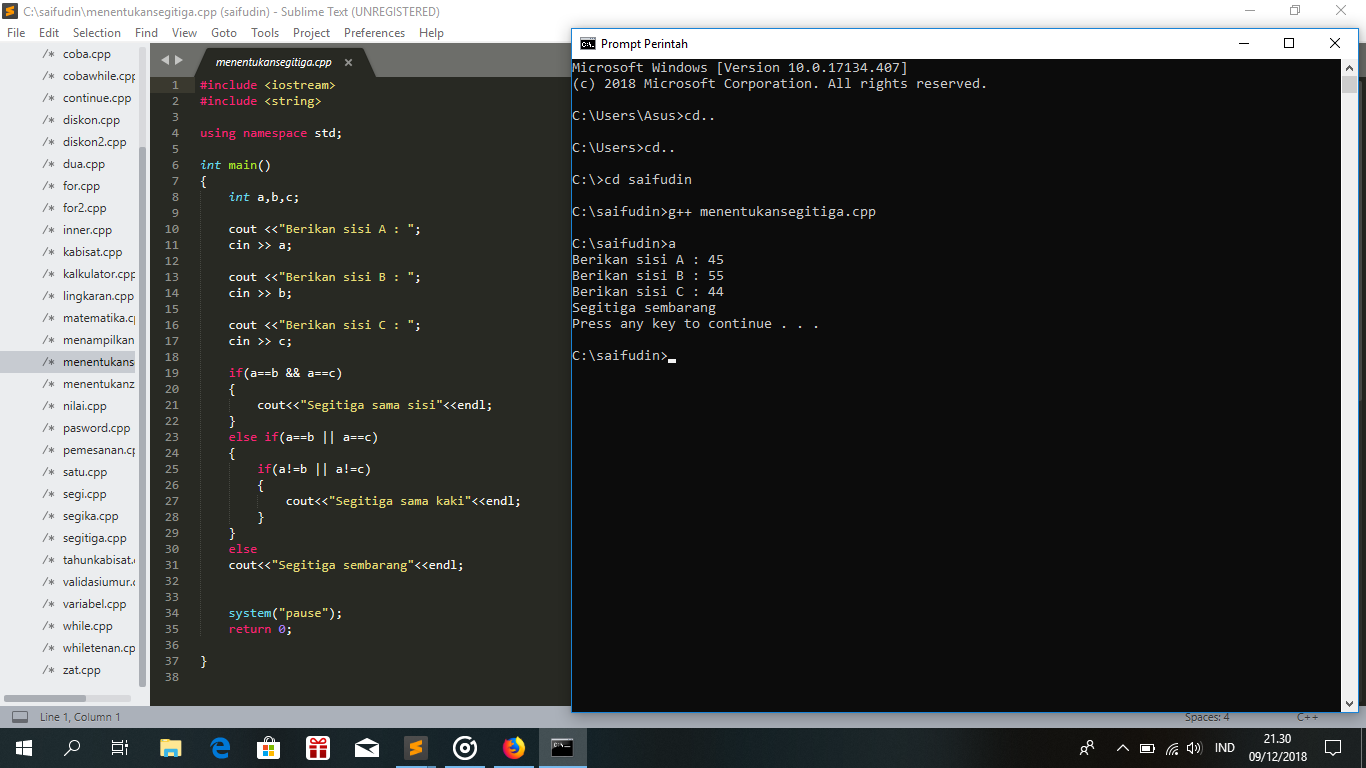 C:\saifudin\menentukansegitiga.cpp (saifudin) - Sublime Text (UNREGISTERED)
File Edit Selection Find View Goto Tools Project Preferences Help
/* coba.cpp
/* cobawhile.cpp
/* continue.cpp
/* diskon.cpp
/* diskon2.cpp
/* dua.cpp
/* for.cpp
/* for2.cpp
/* inner.cpp
/* kabisat.cpp
/* kalkulator.cpp
/* lingkaran.cpp
/* matematika.c
/* menampilkan
/* menentukans
/* menentukanz
/* nilai.cpp
/* pasword.cpp
/* pemesanan.c
/* satu.cpp
/* segi.cpp
/* segika.cpp
/* segitiga.cpp
/* tahunkabisat.
/* validasiumur.
/* variabel.cpp
/* while.cpp
/* whiletenan.cp
/* zat.cpp
menentukansegitiga.cpp ×
1 #include <iostream>
2 #include <string>
3
4 using namespace std;
5
6 int main()
7 {
8 int a,b,c;
9
10 cout <<"Berikan sisi A : ";
11 cin >> a;
12
13 cout <<"Berikan sisi B : ";
14 cin >> b;
15
16 cout <<"Berikan sisi C : ";
17 cin >> c;
18
19 if(a==b && a==c)
20 {
21 cout<<"Segitiga sama sisi"<<endl;
22 }
23 else if(a==b || a==c)
24 {
25 if(a!=b || a!=c)
26 {
27 cout<<"Segitiga sama kaki"<<endl;
28 }
29 }
30 else
31 cout<<"Segitiga sembarang"<<endl;
32
33
34 system("pause");
35 return 0;
36
37 }
38
Prompt Perintah
Microsoft Windows [Version 10.0.17134.407]
(c) 2018 Microsoft Corporation. All rights reserved.
C:\Users\Asus>cd..
C:\Users>cd..
C:\>cd saifudin
C:\saifudin>g++ menentukansegitiga.cpp
C:\saifudin>a
Berikan sisi A : 45
Berikan sisi B : 55
Berikan sisi C : 44
Segitiga sembarang
Press any key to continue . . .
C:\saifudin>
Line 1, Column 1
Spaces: 4 C++
IND
21.30
09/12/2018